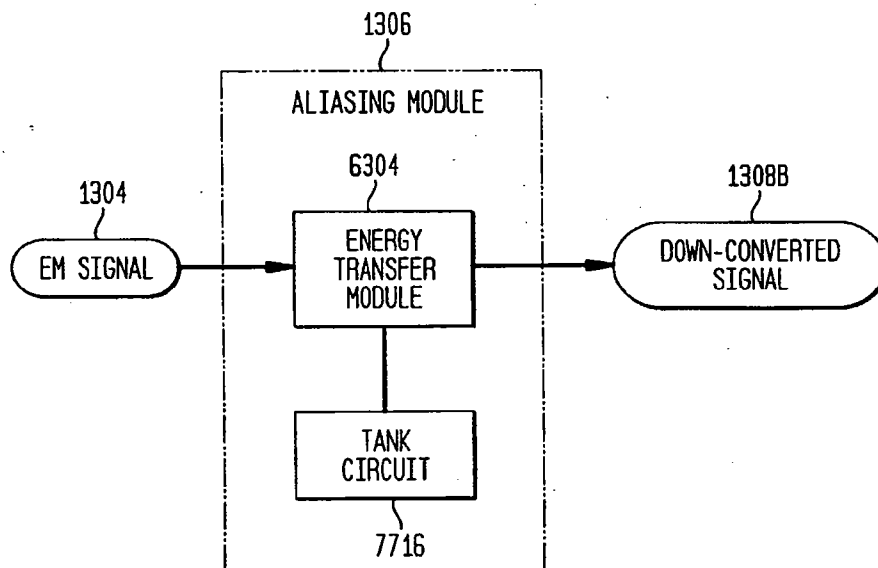 1306
ALIASING MODULE
6304
1304
1308B
EM SIGNAL
ENERGY
TRANSFER
MODULE
DOWN-CONVERTED
SIGNAL
TANK
CIRCUIT
7716